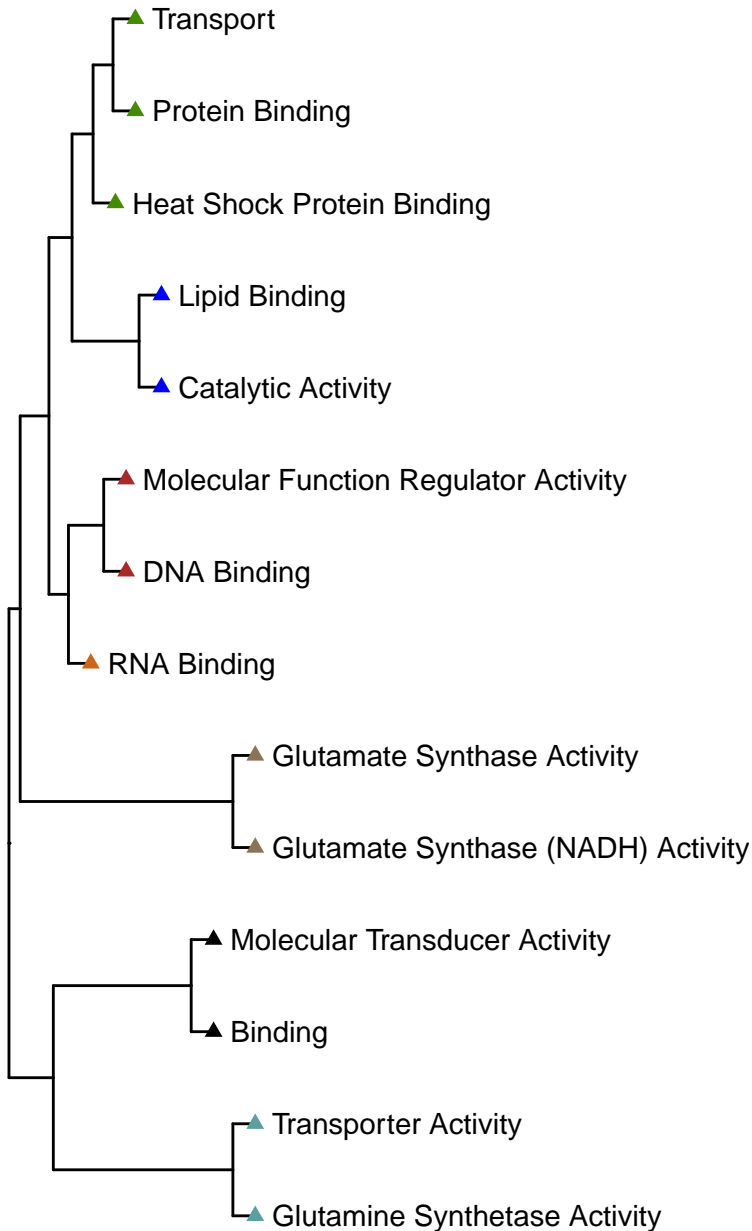 Transport
Protein Binding
Heat Shock Protein Binding
Lipid Binding
Catalytic Activity
Molecular Function Regulator Activity
DNA Binding
RNA Binding
Glutamate Synthase Activity
Glutamate Synthase (NADH) Activity
Molecular Transducer Activity
Binding
Transporter Activity
Glutamine Synthetase Activity